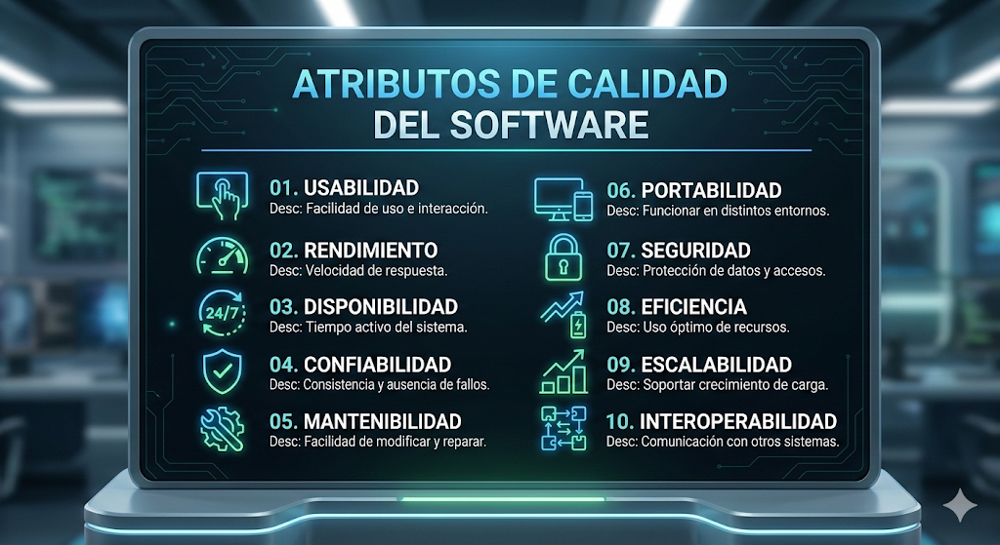 ATRIBUTOS DE CALIDAD
DEL SOFTWARE
01. USABILIDAD
Desc: Facilidad de uso e interacción.
02. RENDIMIENTO
Desc: Velocidad de respuesta.
24/7
03. DISPONIBILIDAD
Desc: Tiempo activo del sistema.
04. CONFIABILIDAD
Desc: Consistencia y ausencia de fallos.
05. MANTENIBILIDAD
Desc: Facilidad de modificar y reparar.
06. PORTABILIDAD
Desc: Funcionar en distintos entornos.
07. SEGURIDAD
Desc: Protección de datos y accesos.
08. EFICIENCIA
Desc: Uso óptimo de recursos.
09. ESCALABILIDAD
Desc: Soportar crecimiento de carga.
10. INTEROPERABILIDAD
Desc: Comunicación con otros sistemas.